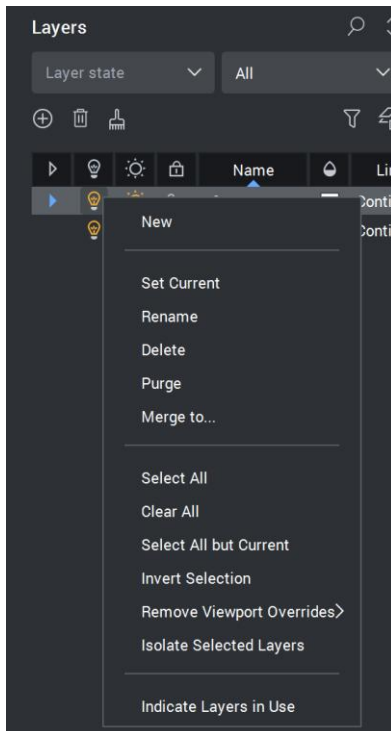 Layers
Layer state
All
Name
New
Set Current
Rename
Delete
Purge
Merge to...
Select All
Clear All
Select All but Current
Invert Selection
Remove Viewport Overrides>
Isolate Selected Layers
Indicate Layers in Use